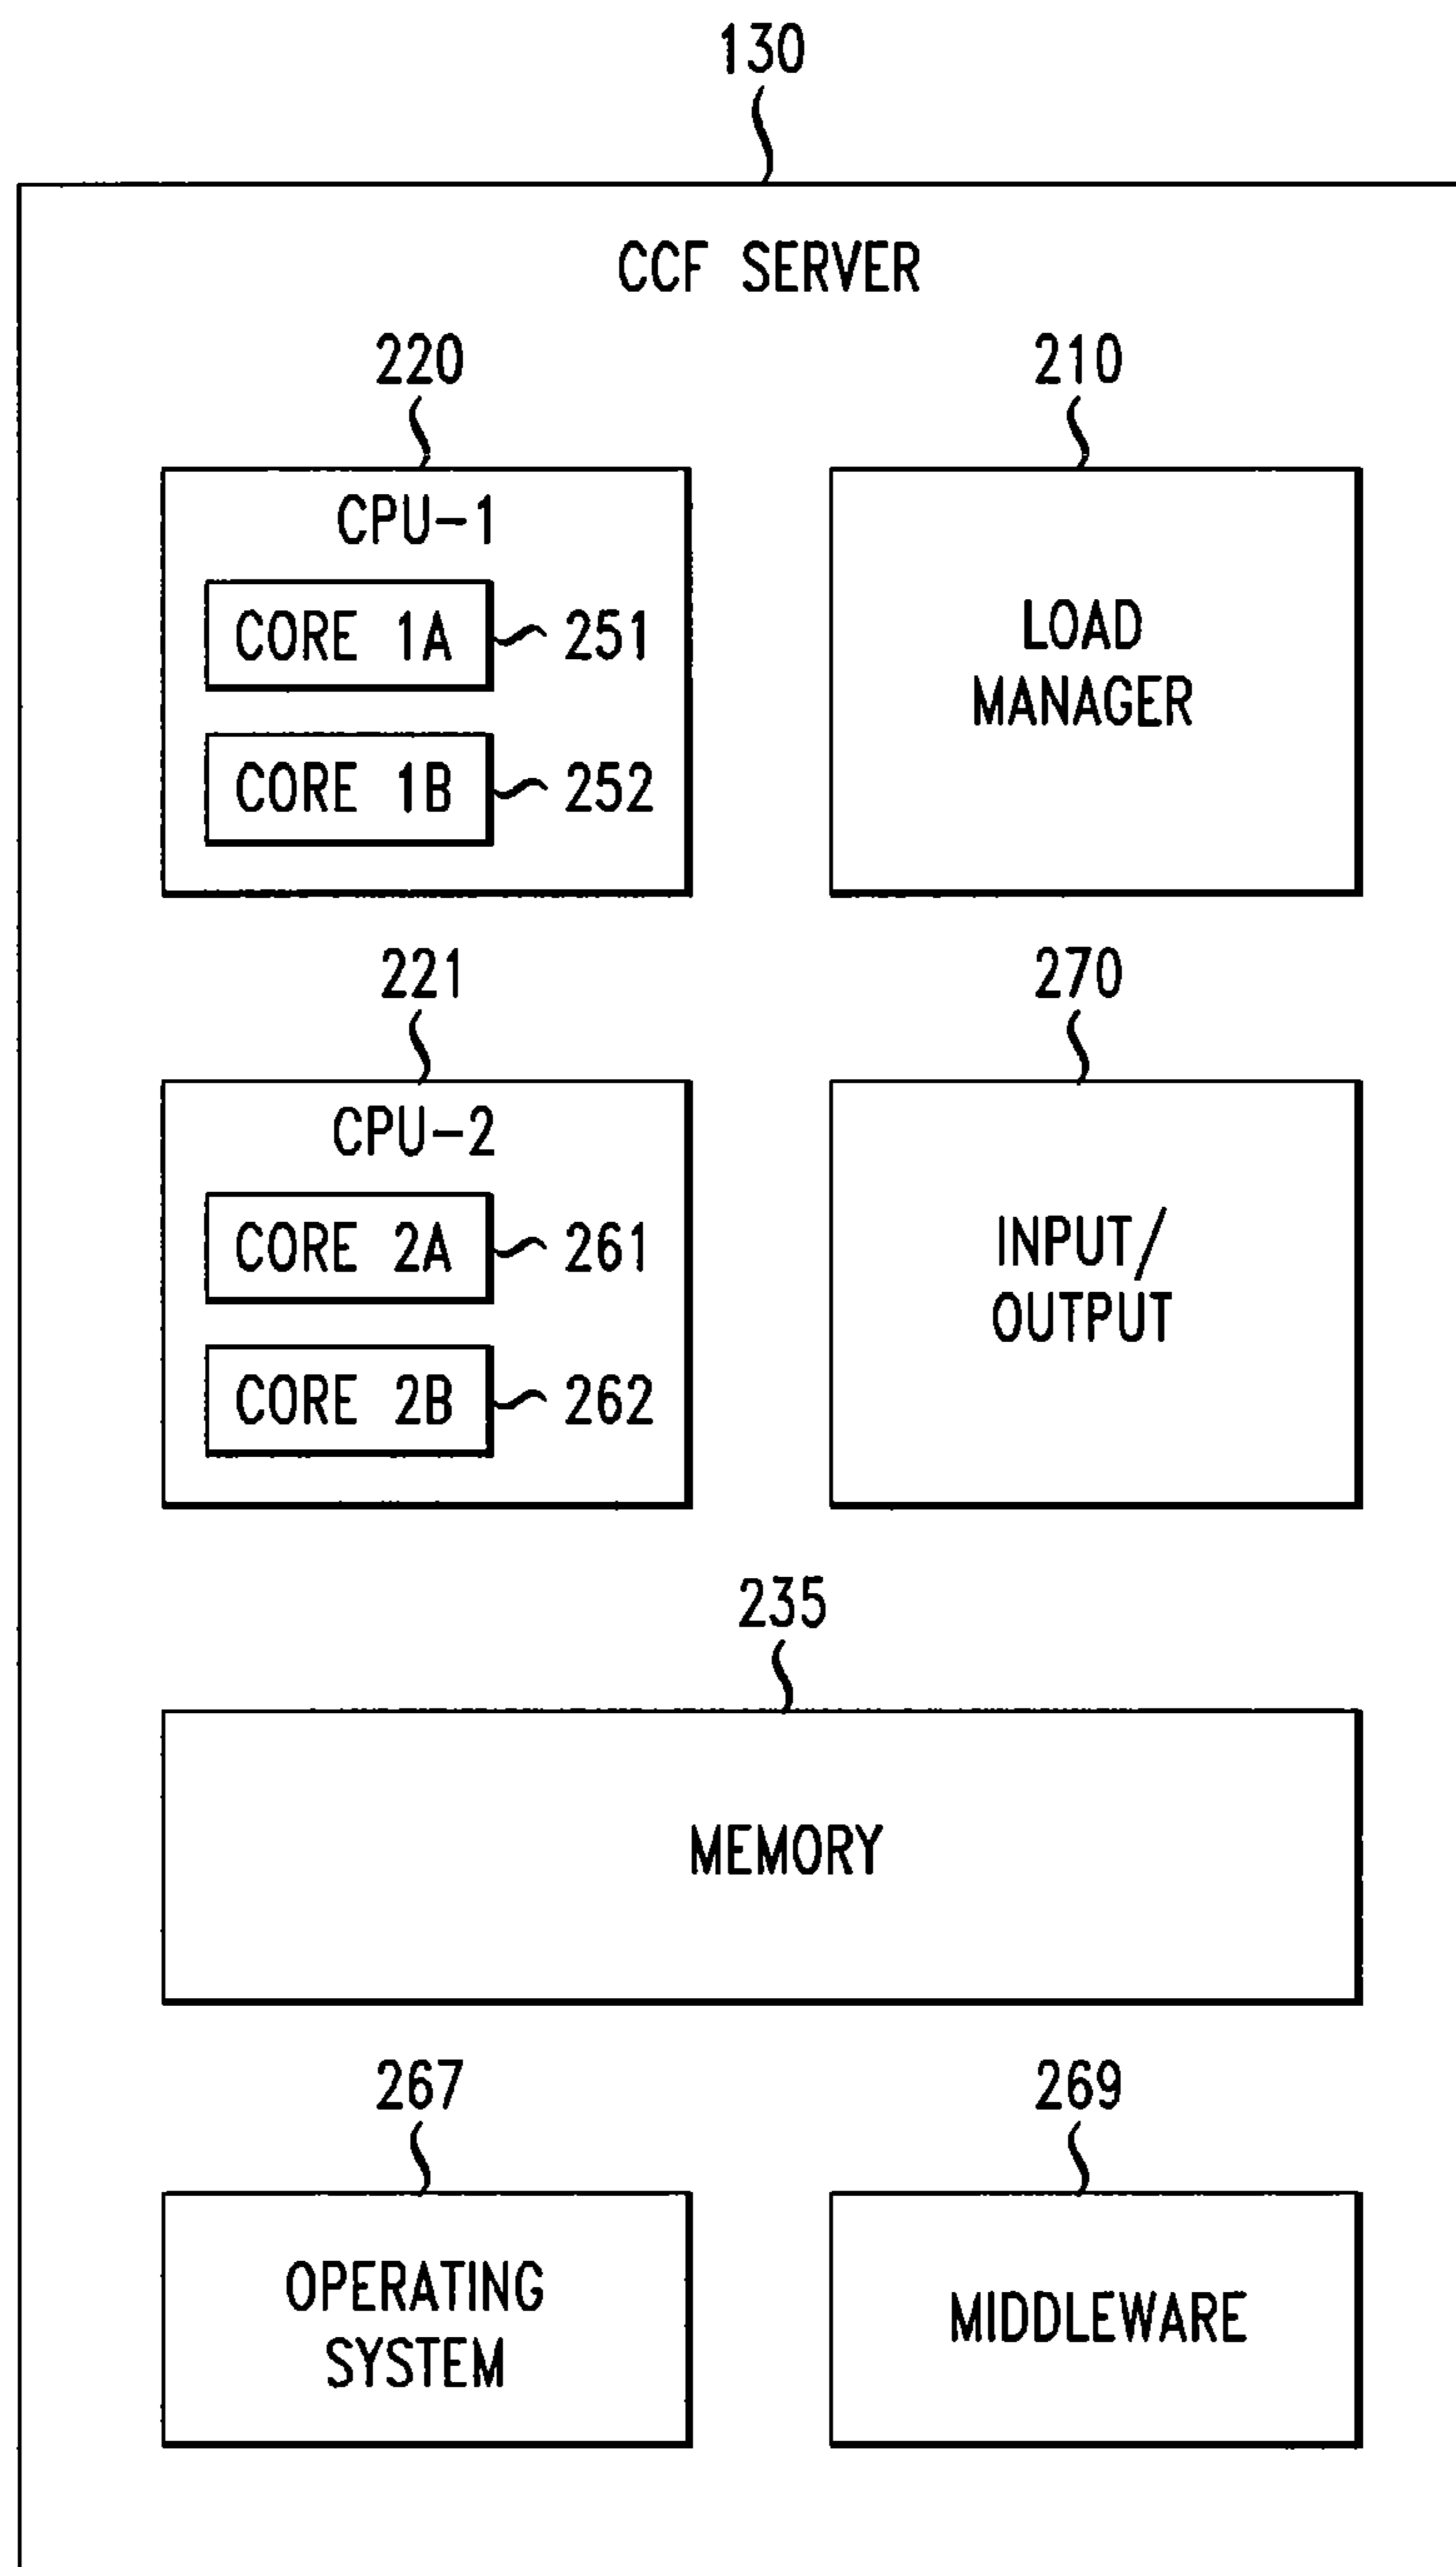 130
CCF SERVER
220
210
CPU-1
CORE 1A
251
CORE 1B
252
LOAD
MANAGER
221
270
CPU-2
CORE 2A
261
CORE 2B
262
INPUT/
OUTPUT
235
MEMORY
267
269
OPERATING
SYSTEM
MIDDLEWARE